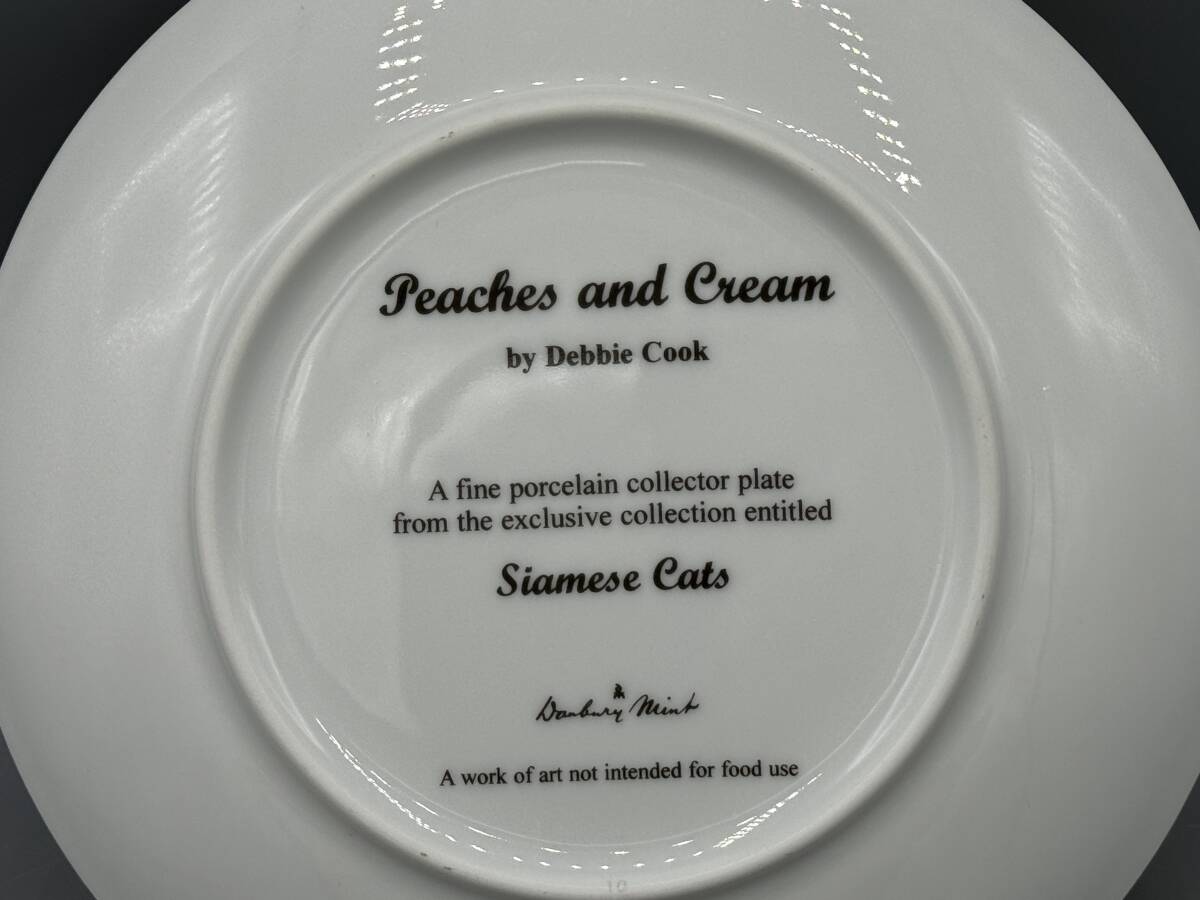 Peaches and Cream
by Debbie Cook
A fine porcelain collector plate
from the exclusive collection entitled
Siamese Cats
Danbury Mint
A work of art not intended for food use
10